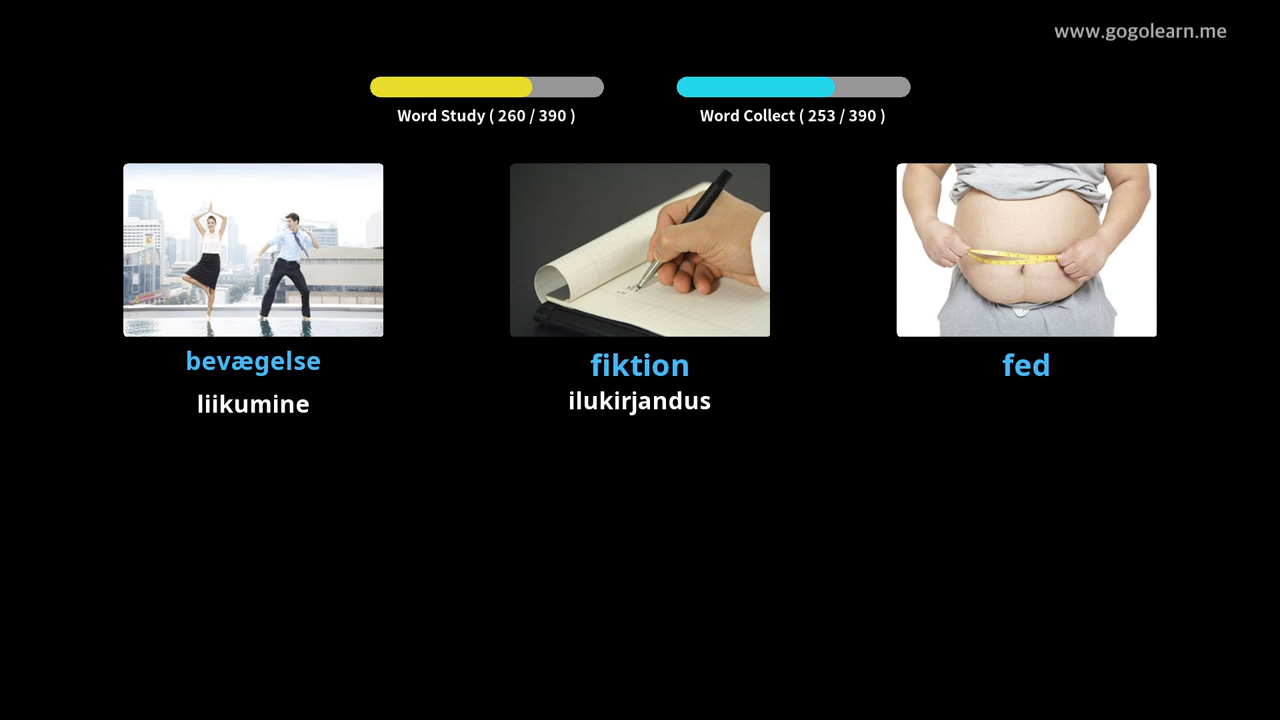 www.gogolearn.me
Word Study ( 260 / 390 )
Word Collect ( 253 / 390 )
bevægelse
liikumine
fiktion
ilukirjandus
fed